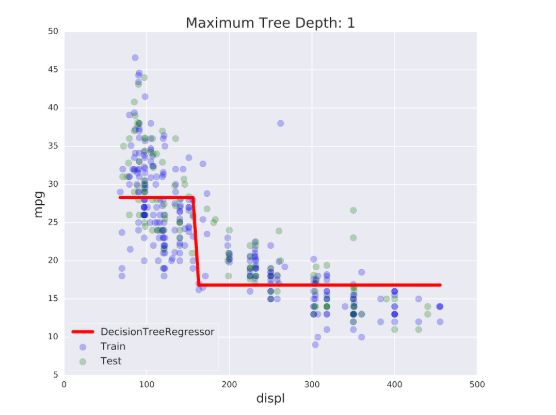 Maximum Tree Depth: 1
50
45
40
35
30
25
20
15
10
5
mpg
DecisionTreeRegressor
Train
Test
0 100 200 300 400 500
displ